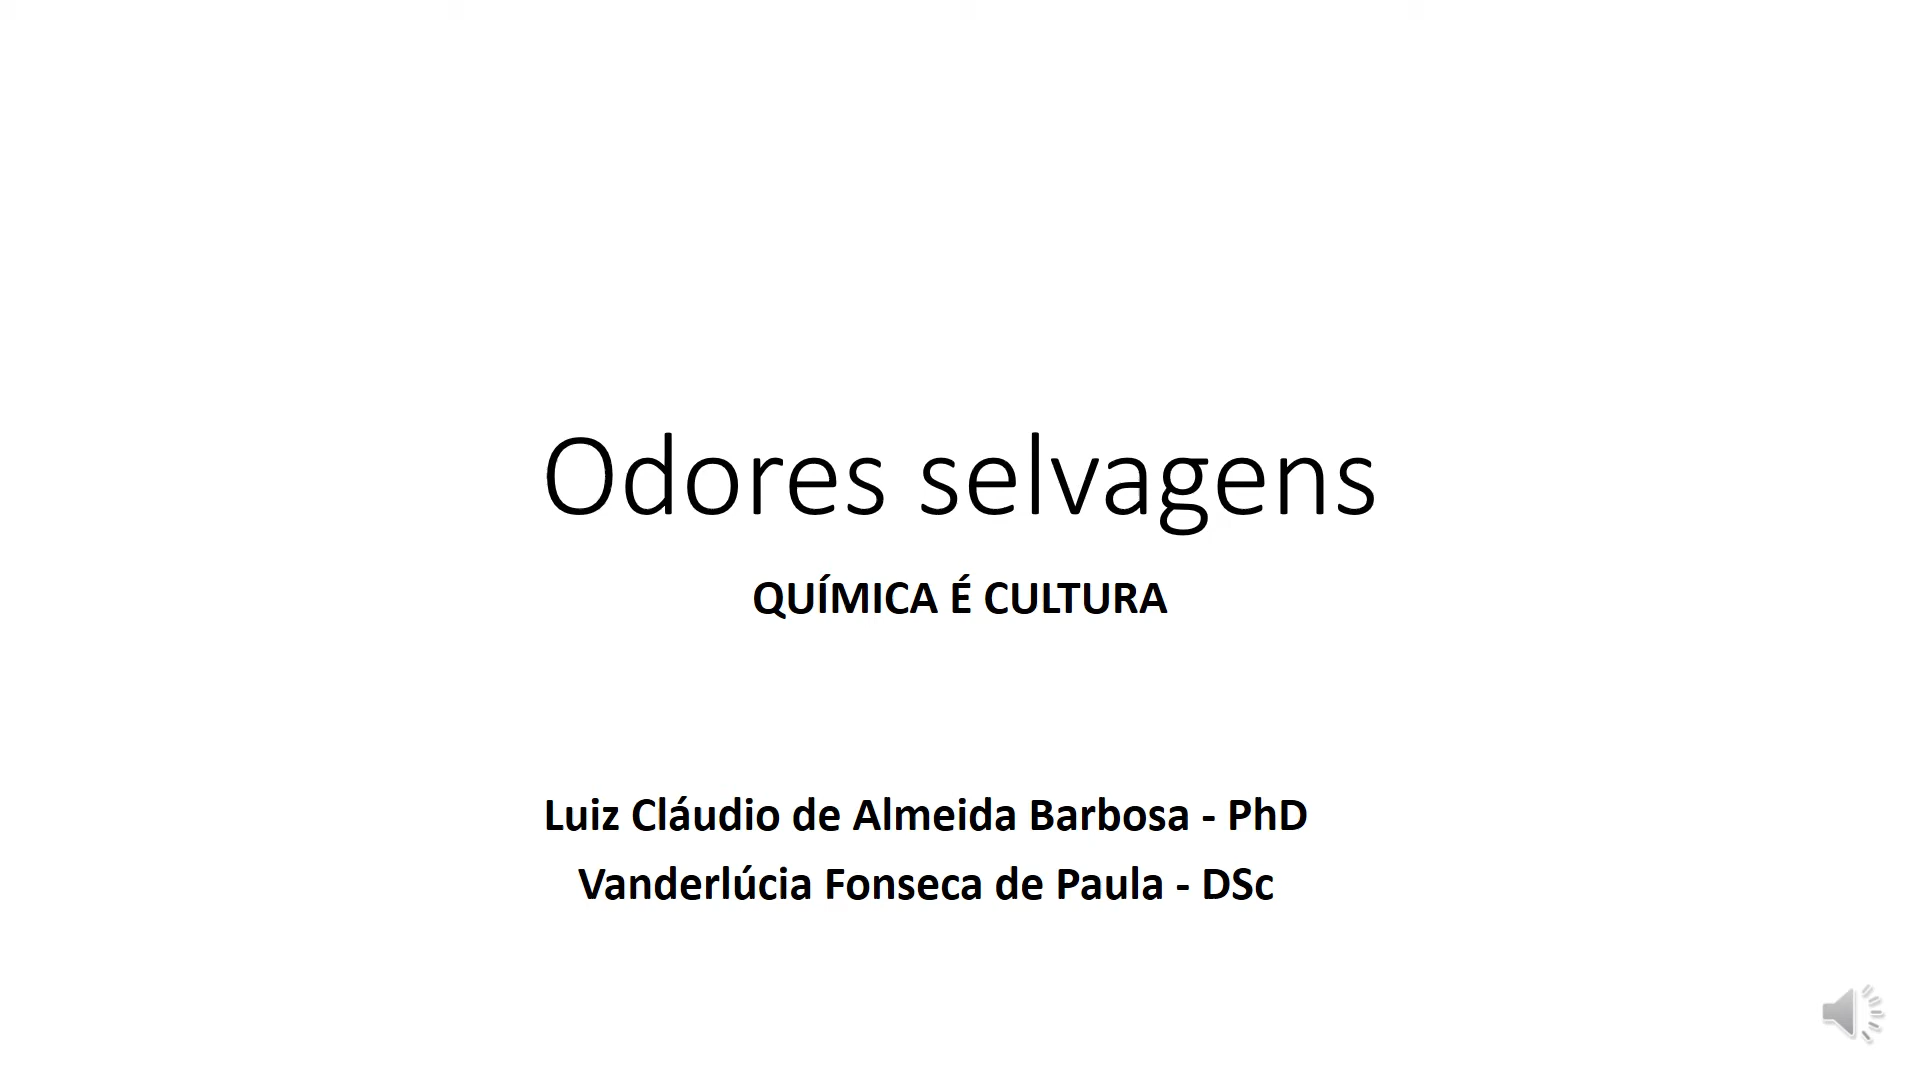 Odores selvagens
QUÍMICA É CULTURA
Luiz Cláudio de Almeida Barbosa - PhD
Vanderlúcia Fonseca de Paula - DSc